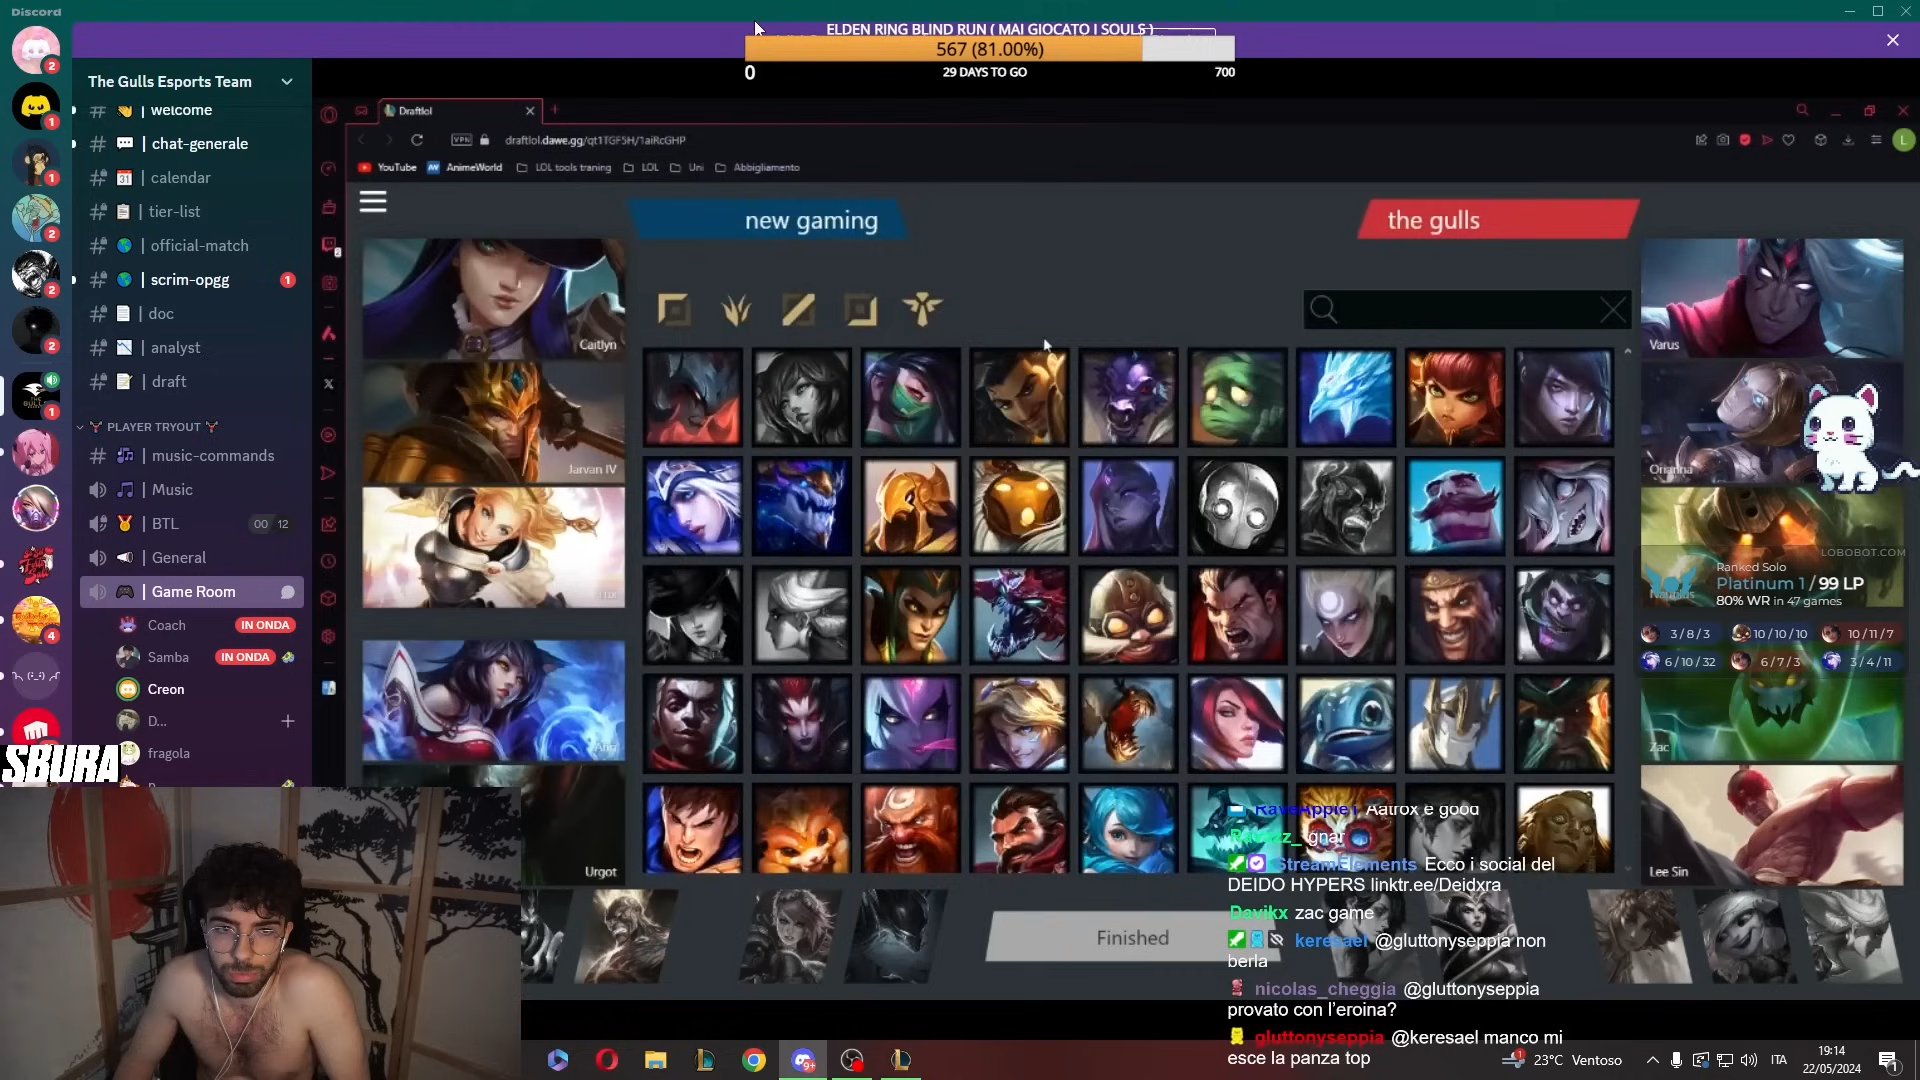 Discord
ELDEN RING BLIND RUN ( MAI GIOCATO I SOULS )
567 (81.00%)
0
29 DAYS TO GO
700
The Gulls Esports Team
welcome
chat-generale
calendar
tier-list
official-match
scrim-opgg
1
doc
analyst
draft
PLAYER TRYOUT
music-commands
Music
BTL
00 12
General
Game Room
Coach
IN ONDA
Samba
IN ONDA
Creon
D...
fragola
SBURA
Draftlol
VPN
draftlol.dawe.gg/qt1TGF5H/1aiRcGHP
YouTube
AnimeWorld
LOL tools traning
LOL
Uni
Abbigliamento
L
new gaming
the gulls
Caitlyn
Jarvan IV
Lux
Ahri
Urgot
Varus
Orianna
Nautilus
Zac
Lee Sin
LOBOBOT.COM
Ranked Solo
Platinum 1 / 99 LP
80% WR in 47 games
3 / 8 / 3
10 / 10 / 10
10 / 11 / 7
6 / 10 / 32
6 / 7 / 3
3 / 4 / 11
Finished
Aatrox è good
gnar
StreamElements Ecco i social del
DEIDO HYPERS linktr.ee/Deidxra
Davikx zac game
keresael @gluttonyseppia non
berla
nicolas_cheggia @gluttonyseppia
provato con l'eroina?
gluttonyseppia @keresael manco mi
esce la panza top
23°C Ventoso
ITA
19:14
22/05/2024